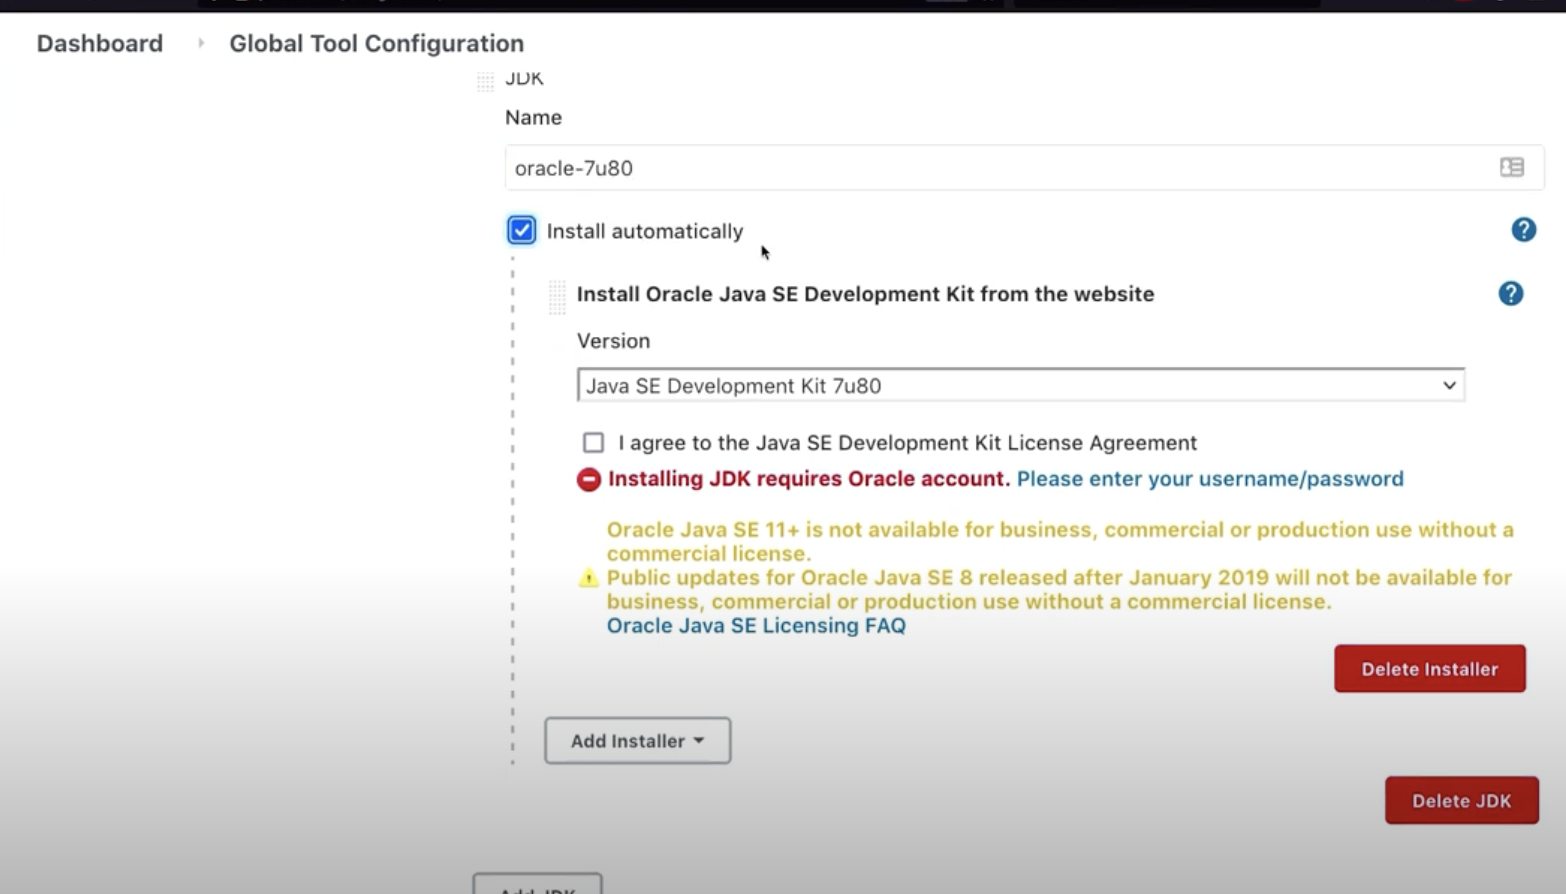 Dashboard Global Tool Configuration
JDK
Name
oracle-7u80
Install automatically
?
Install Oracle Java SE Development Kit from the website
?
Version
Java SE Development Kit 7u80
I agree to the Java SE Development Kit License Agreement
Installing JDK requires Oracle account. Please enter your username/password
Oracle Java SE 11+ is not available for business, commercial or production use without a
commercial license.
Public updates for Oracle Java SE 8 released after January 2019 will not be available for
business, commercial or production use without a commercial license.
Oracle Java SE Licensing FAQ
Delete Installer
Add Installer
Delete JDK
Add JDK